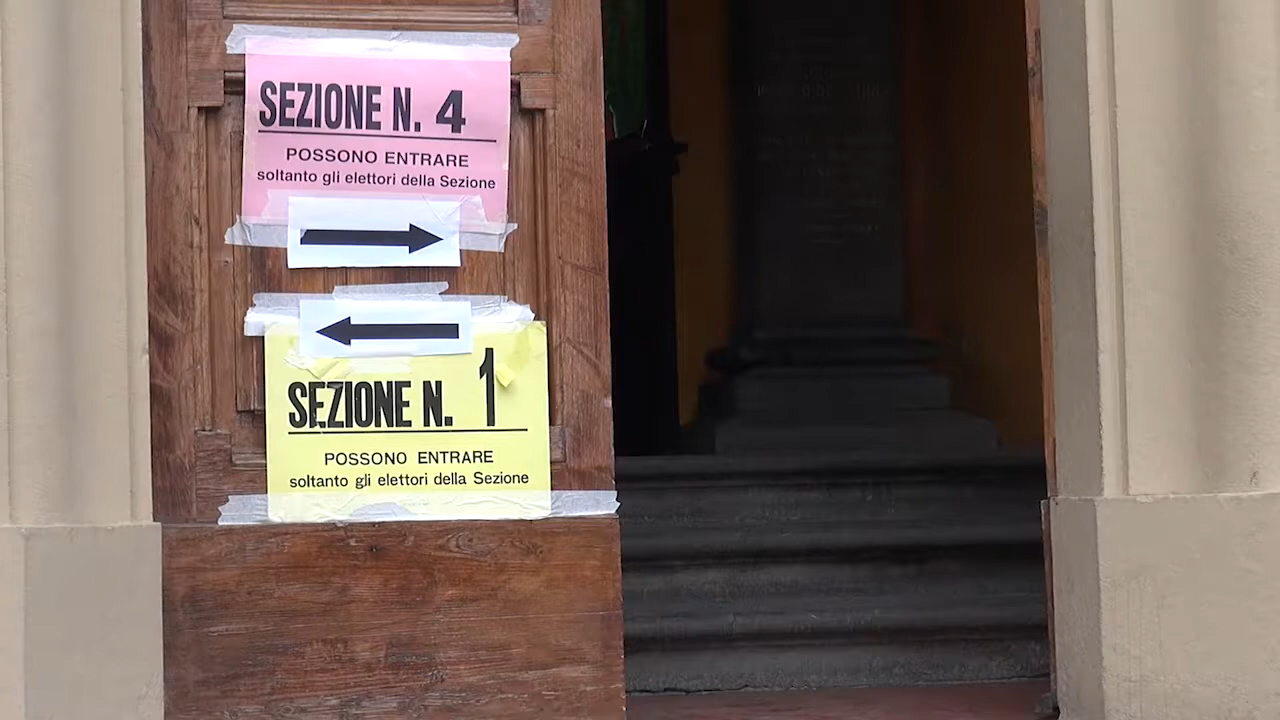 SEZIONE N. 4
POSSONO ENTRARE
soltanto gli elettori della Sezione
SEZIONE N. 1
POSSONO ENTRARE
soltanto gli elettori della Sezione